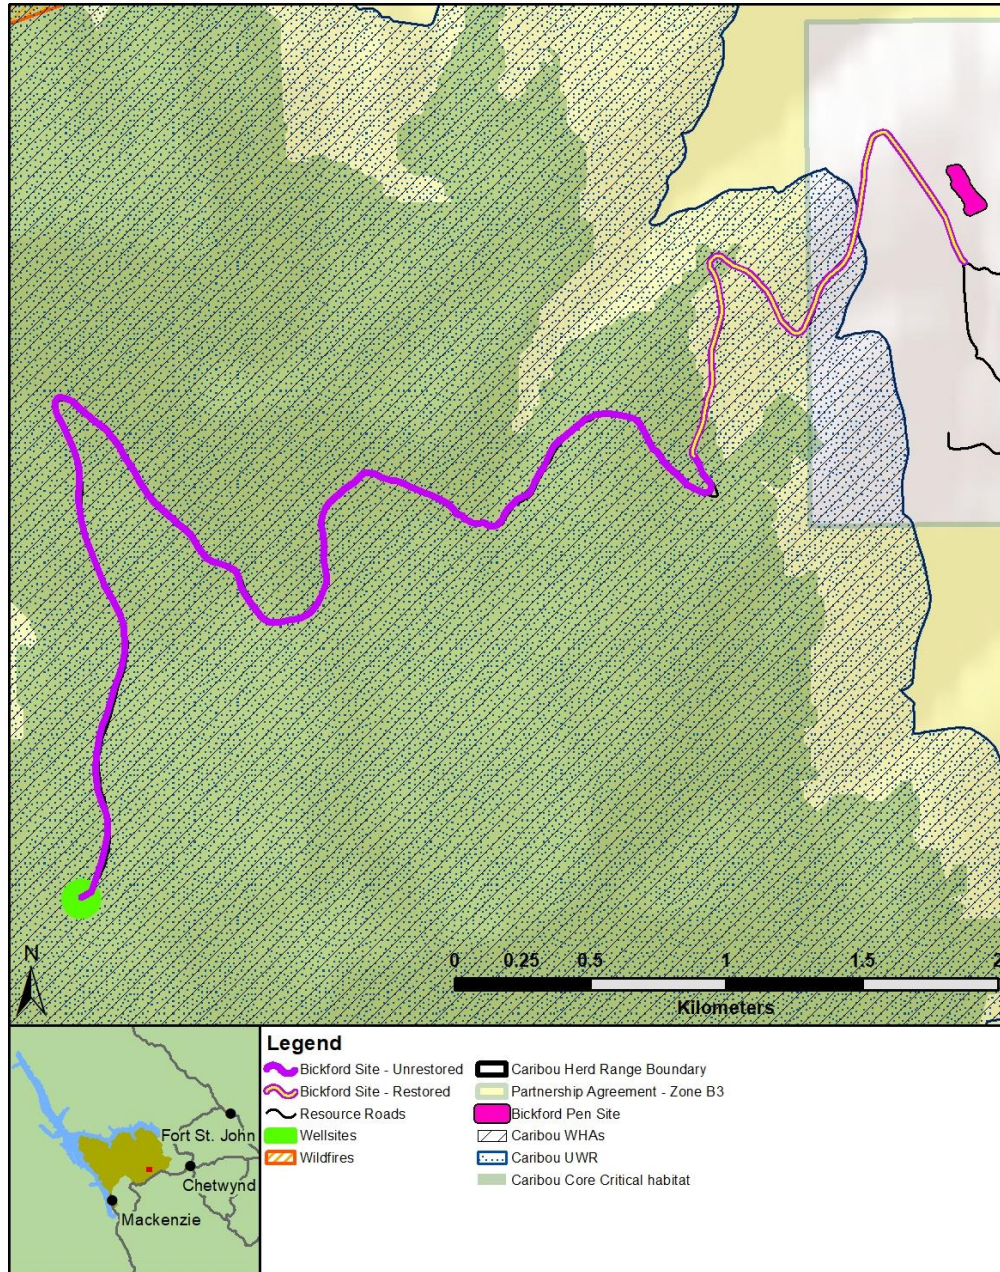 N
0 0.25 0.5 1 1.5 2
Kilometers
Legend
Bickford Site - Unrestored
Bickford Site - Restored
Resource Roads
Wellsites
Wildfires
Caribou Herd Range Boundary
Partnership Agreement - Zone B3
Bickford Pen Site
Caribou WHAs
Caribou UWR
Caribou Core Critical habitat
Fort St. John
Chetwynd
Mackenzie